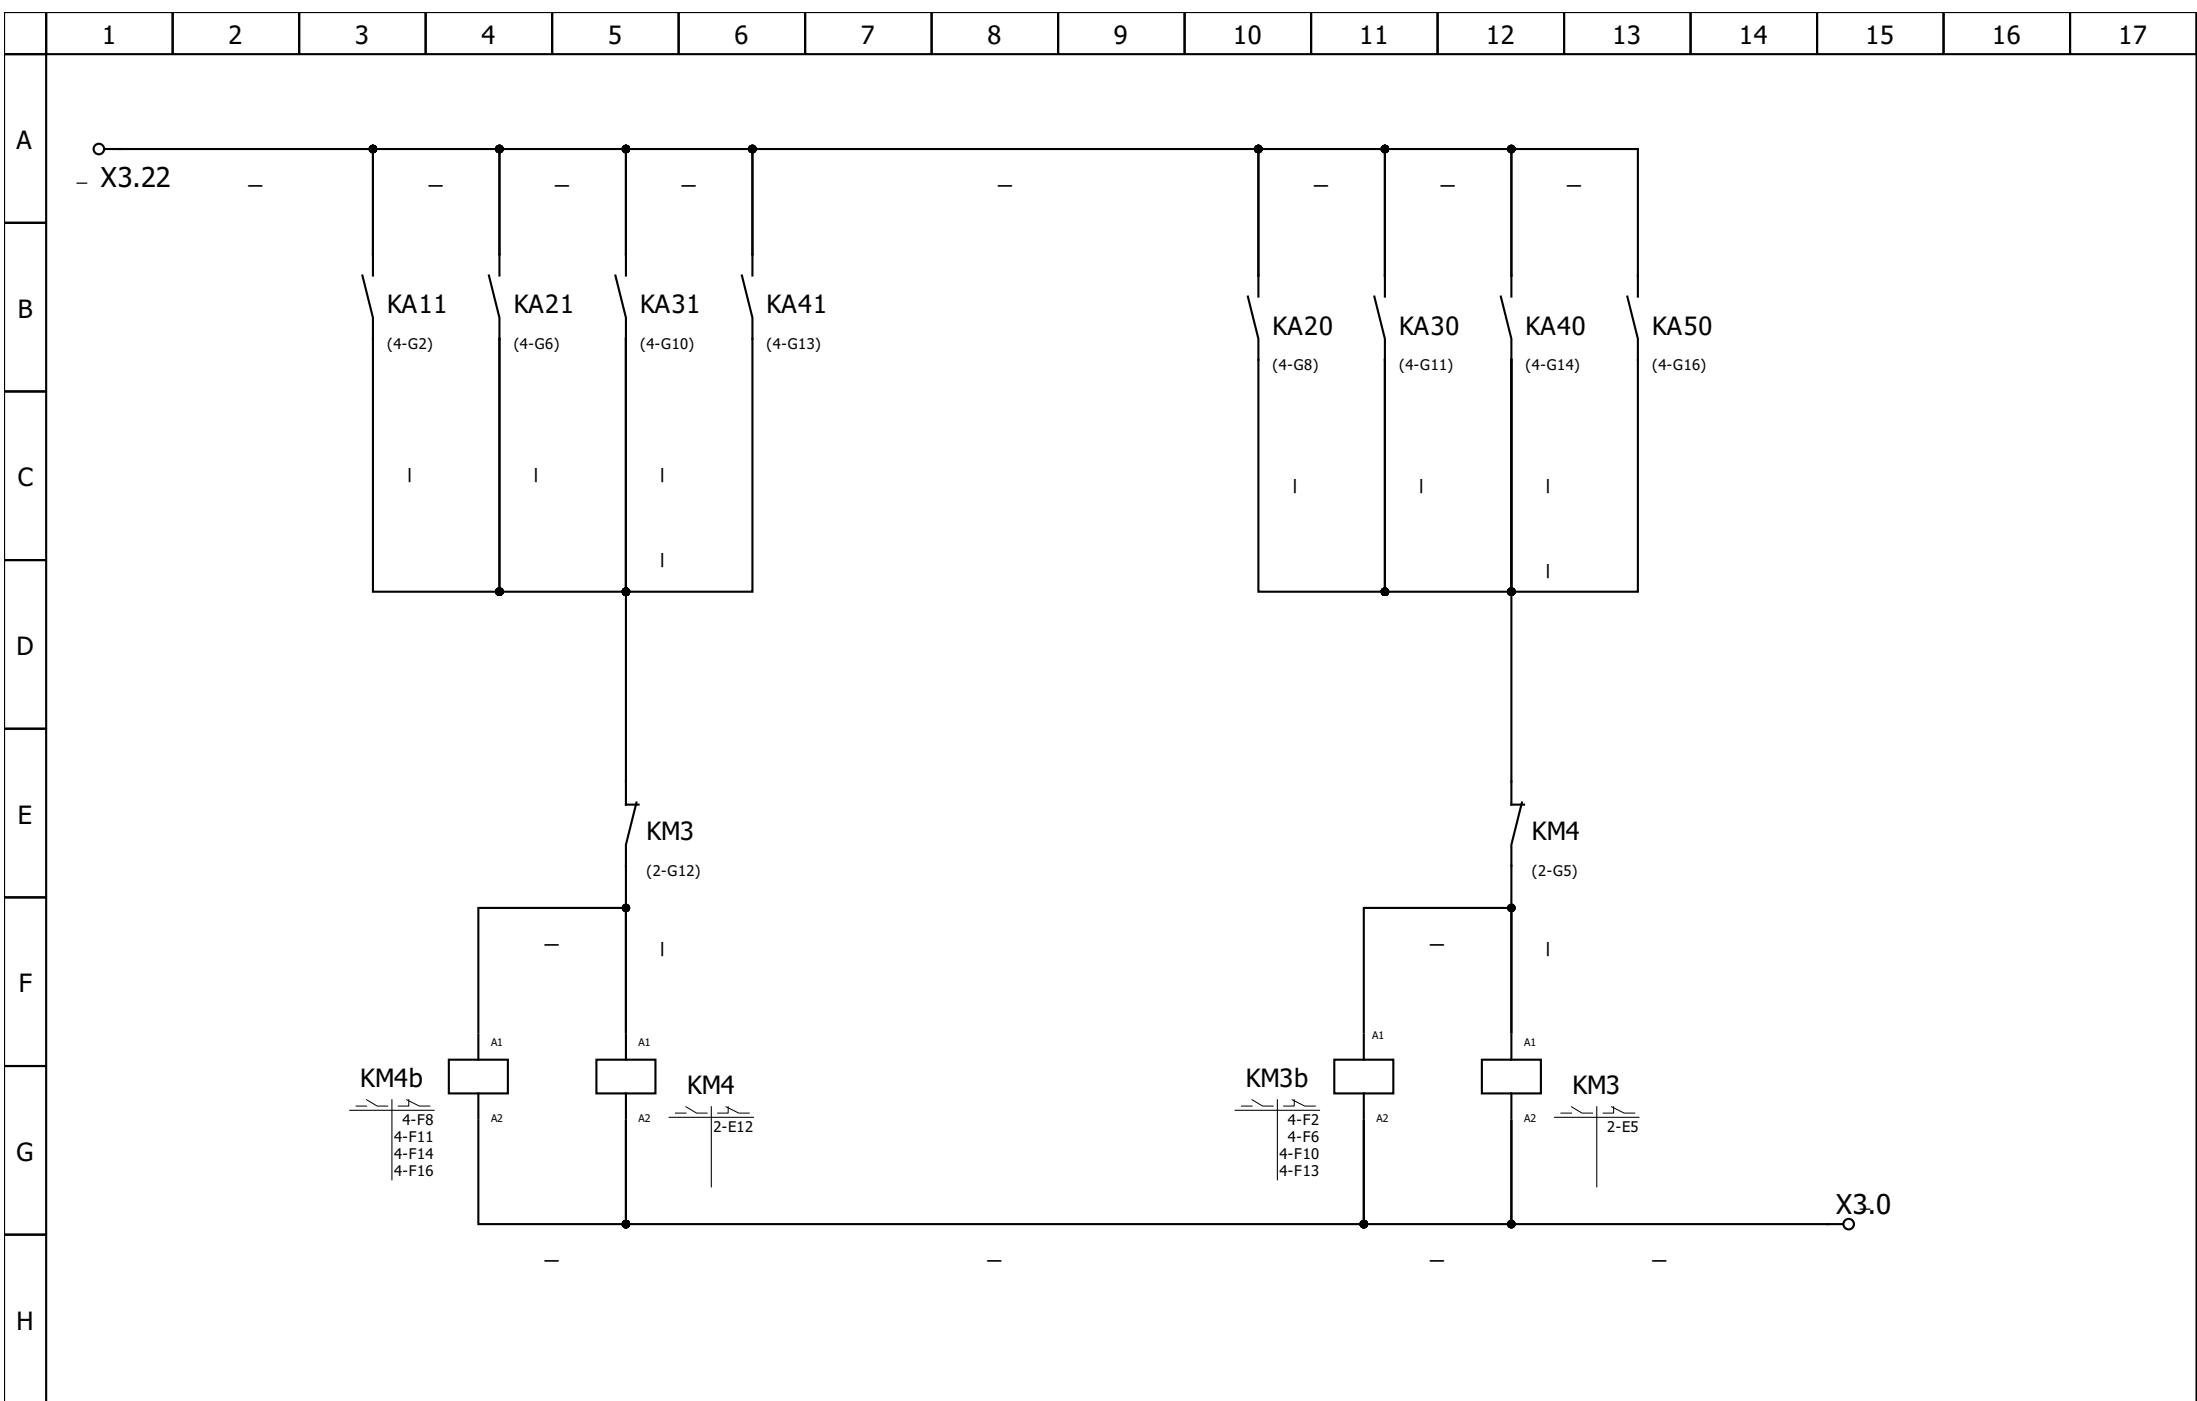 1 2 3 4 5 6 7 8 9 10 11 12 13 14 15 16 17
A
X3.22
B
KA11 KA21 KA31 KA41
(4-G2) (4-G6) (4-G10) (4-G13)
KA20 KA30 KA40 KA50
(4-G8) (4-G11) (4-G14) (4-G16)
C
D
E
KM3 KM4
(2-G12) (2-G5)
F
A1 A1 A1 A1
KM4b KM4 KM3b KM3
A2 A2 A2 A2
4-F8
4-F11
4-F14
4-F16
2-E12
4-F2
4-F6
4-F10
4-F13
2-E5
G
X3.0
H